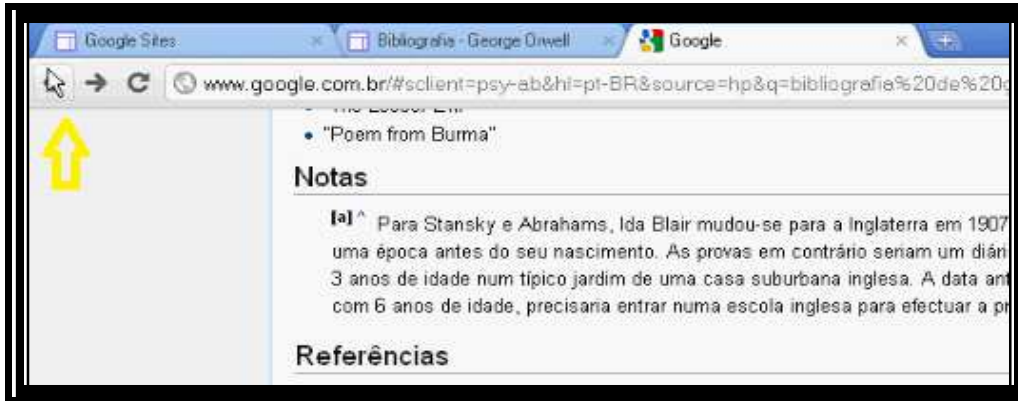 Google Sites
Bibliografia - George Orwell
Google
www.google.com.br/#sclient=psy-ab&hl=pt-BR&source=hp&q=bibliografia%20de%20g
"Poem from Burma"
Notas
[a] ^ Para Stansky e Abrahams, Ida Blair mudou-se para a Inglaterra em 1907
uma época antes do seu nascimento. As provas em contrário seriam um diári
3 anos de idade num típico jardim de uma casa suburbana inglesa. A data ant
com 6 anos de idade, precisaria entrar numa escola inglesa para efectuar a pr
Referências